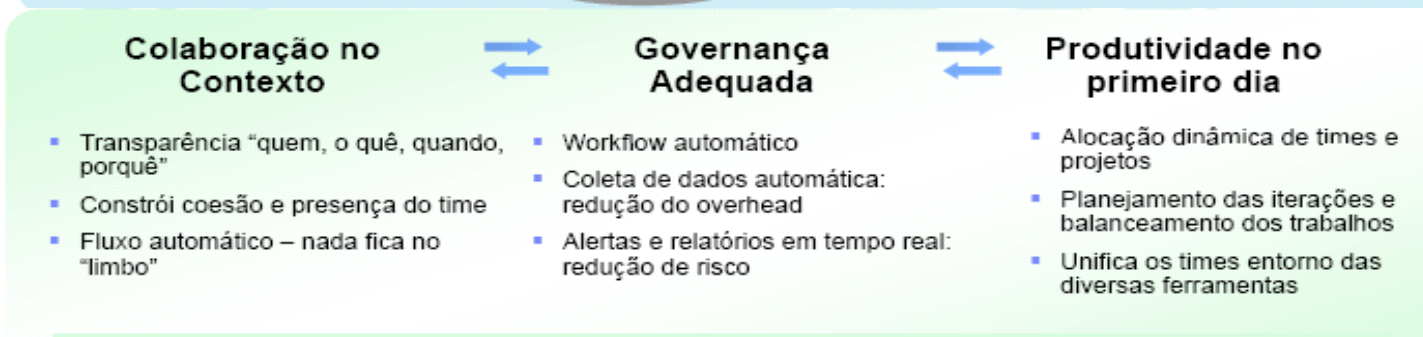 Colaboração no
Contexto
Transparência “quem, o quê, quando,
porquê”
Constrói coesão e presença do time
Fluxo automático – nada fica no
“limbo”
Governança
Adequada
Workflow automático
Coleta de dados automática:
redução do overhead
Alertas e relatórios em tempo real:
redução de risco
Produtividade no
primeiro dia
Alocação dinâmica de times e
projetos
Planejamento das iterações e
balanceamento dos trabalhos
Unifica os times entorno das
diversas ferramentas